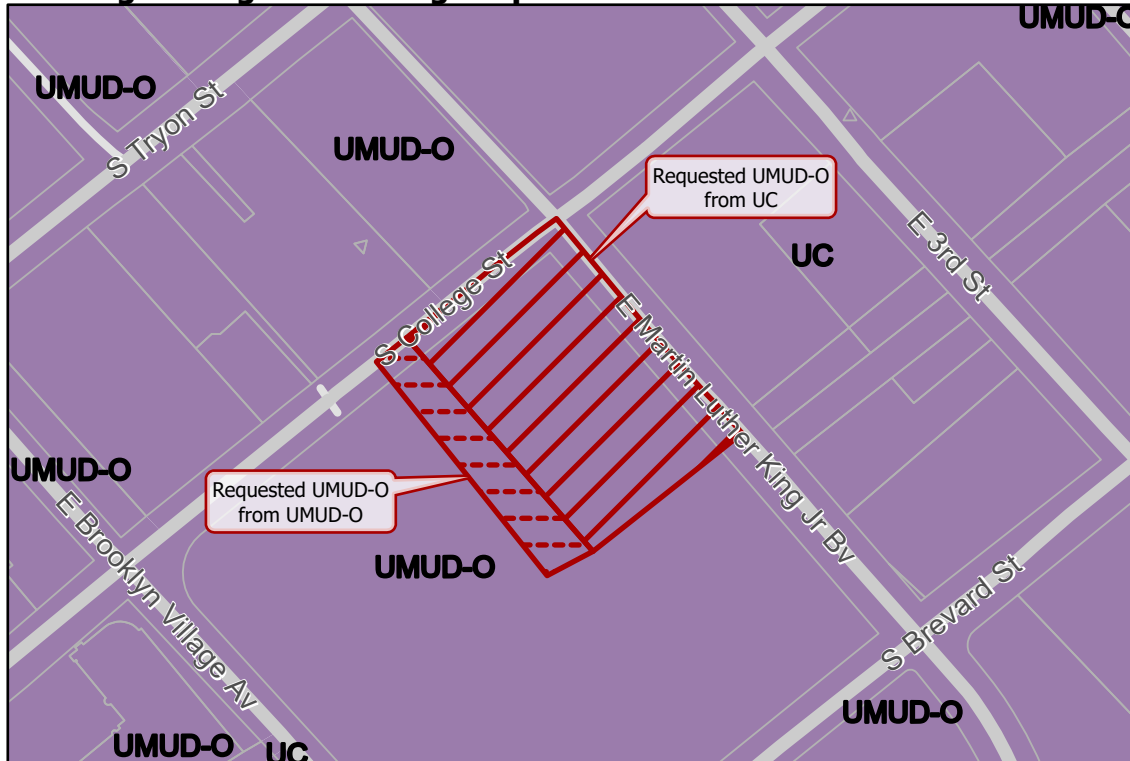 UMUD-O
UMUD-O
S Tryon St
UMUD-O
Requested UMUD-O
from UC
UC
E 3rd St
S College St
E Martin Luther King Jr Bv
UMUD-O
Requested UMUD-O
from UMUD-O
E Brooklyn Village Av
UMUD-O
S Brevard St
UMUD-O
UMUD-O
UC